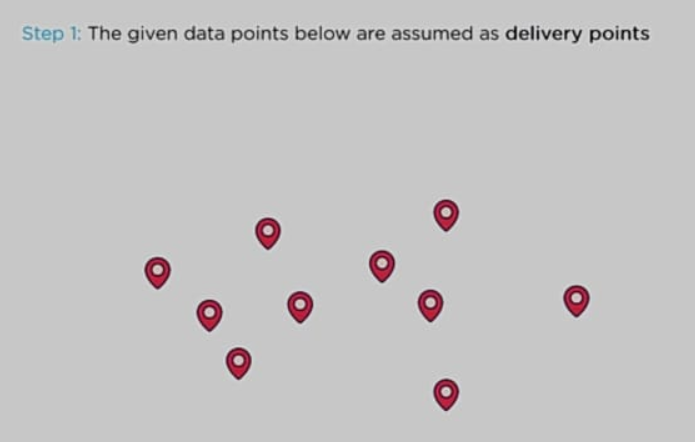 Step 1: The given data points below are assumed as delivery points